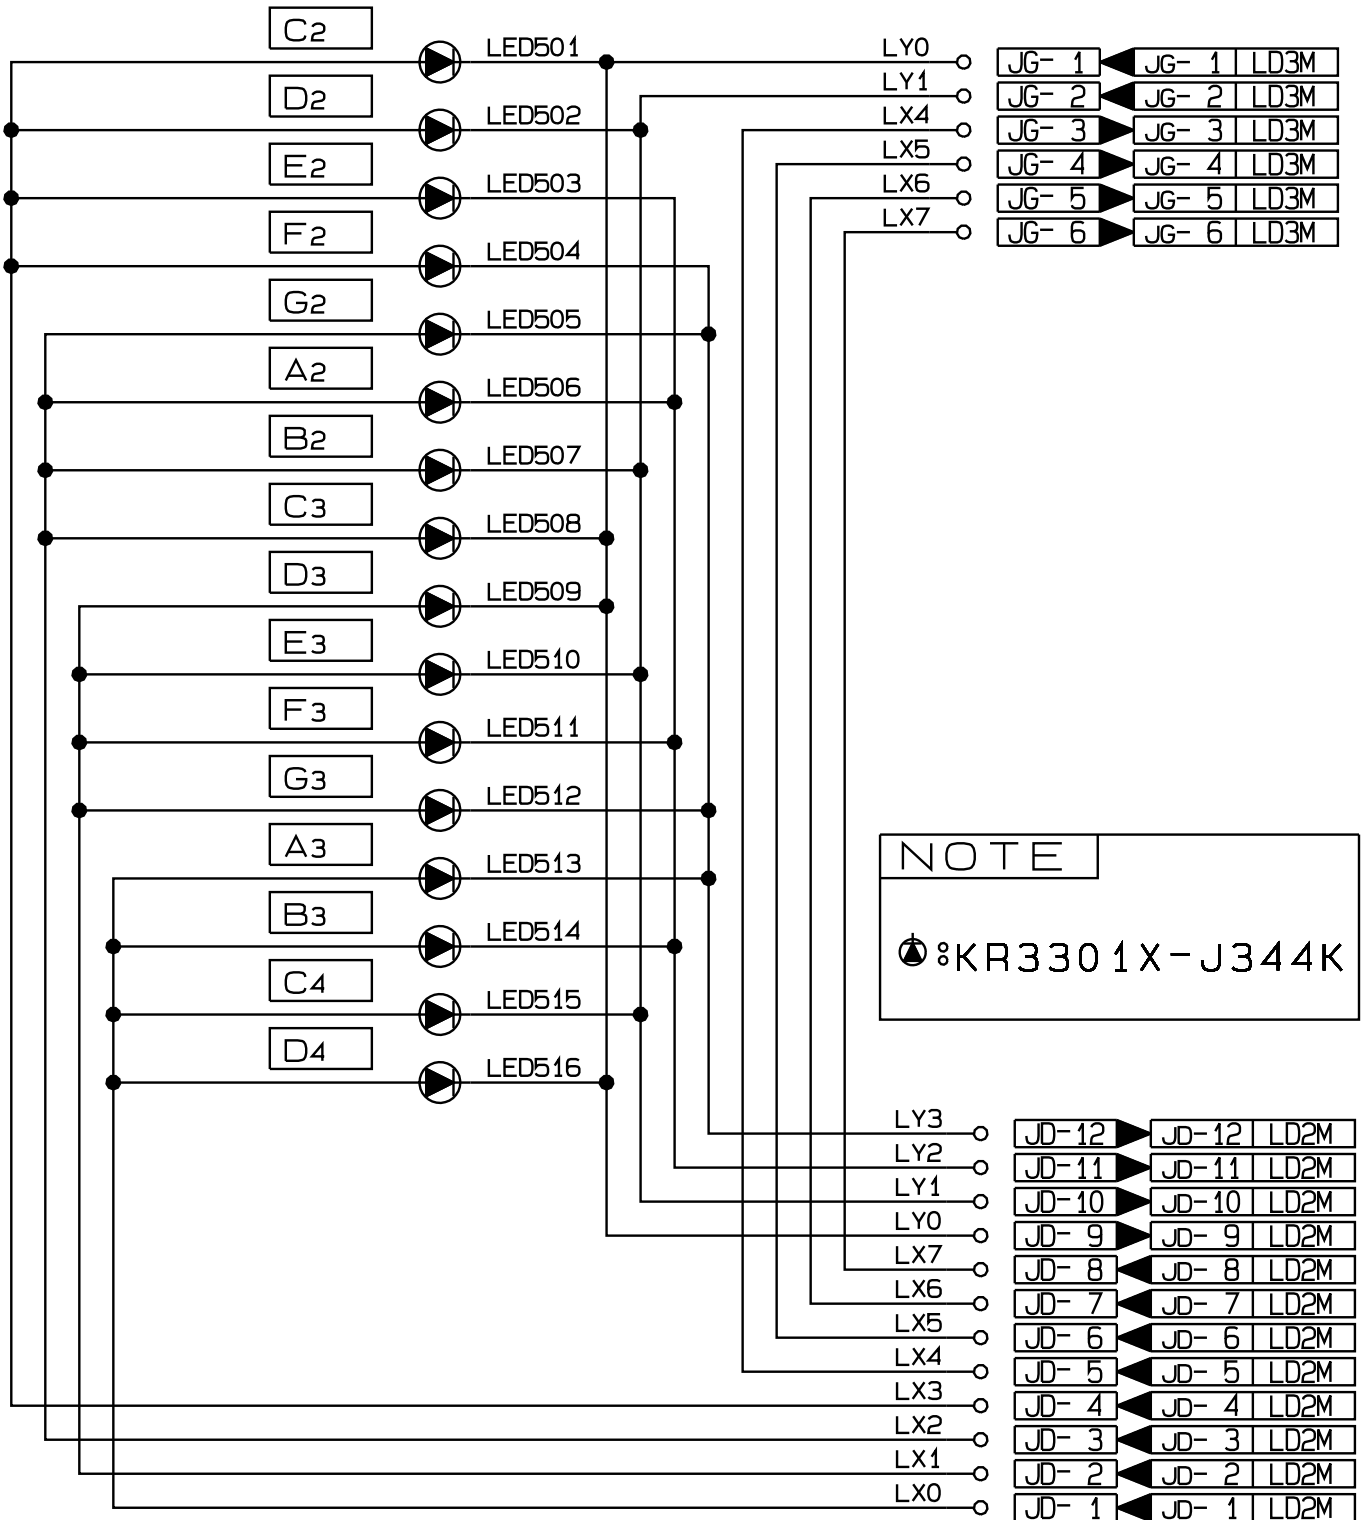 C2
LED501
D2
LED502
E2
LED503
F2
LED504
G2
LED505
A2
LED506
B2
LED507
C3
LED508
D3
LED509
E3
LED510
F3
LED511
G3
LED512
A3
LED513
B3
LED514
C4
LED515
D4
LED516
LY0 JG- 1 JG- 1 LD3M
LY1 JG- 2 JG- 2 LD3M
LX4 JG- 3 JG- 3 LD3M
LX5 JG- 4 JG- 4 LD3M
LX6 JG- 5 JG- 5 LD3M
LX7 JG- 6 JG- 6 LD3M
NOTE
:KR3301X-J344K
LY3 JD-12 JD-12 LD2M
LY2 JD-11 JD-11 LD2M
LY1 JD-10 JD-10 LD2M
LY0 JD- 9 JD- 9 LD2M
LX7 JD- 8 JD- 8 LD2M
LX6 JD- 7 JD- 7 LD2M
LX5 JD- 6 JD- 6 LD2M
LX4 JD- 5 JD- 5 LD2M
LX3 JD- 4 JD- 4 LD2M
LX2 JD- 3 JD- 3 LD2M
LX1 JD- 2 JD- 2 LD2M
LX0 JD- 1 JD- 1 LD2M